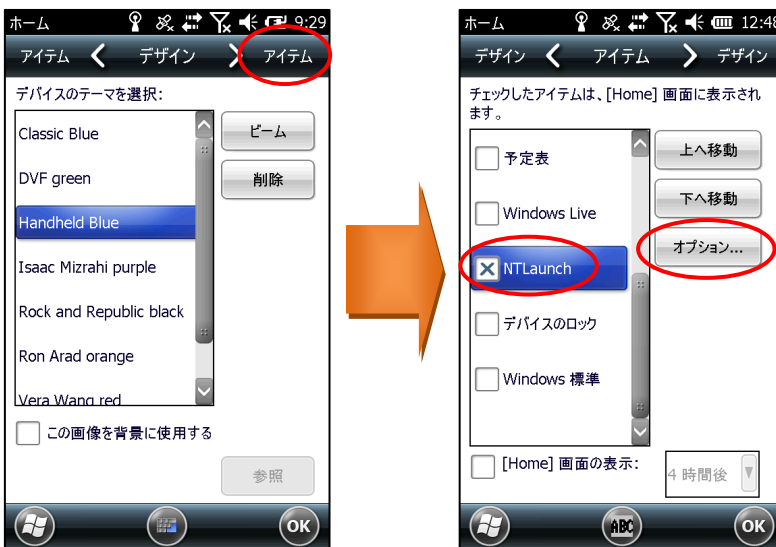 ホーム 9:29
アイテム デザイン アイテム
デバイスのテーマを選択:
Classic Blue
DVF green
Handheld Blue
Isaac Mizrahi purple
Rock and Republic black
Ron Arad orange
Vera Wang red
ビーム
削除
この画像を背景に使用する
参照
OK
ホーム 12:48
デザイン アイテム デザイン
チェックしたアイテムは、[Home] 画面に表示され
ます。
予定表
Windows Live
NTLaunch
デバイスのロック
Windows 標準
上へ移動
下へ移動
オプション...
[Home] 画面の表示:
4 時間後
ABC
OK